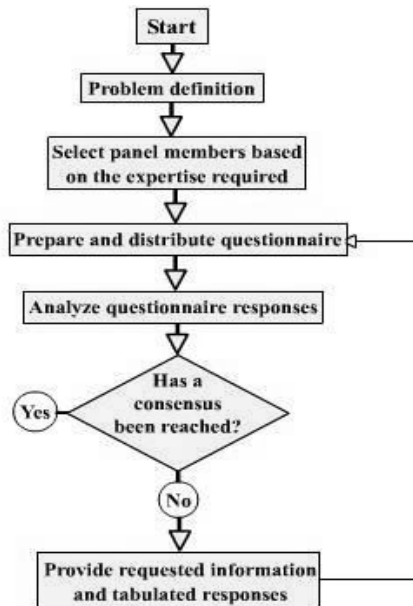 Start
Problem definition
Select panel members based
on the expertise required
Prepare and distribute questionnaire
Analyze questionnaire responses
Has a
consensus
been reached?
Yes
No
Provide requested information
and tabulated responses